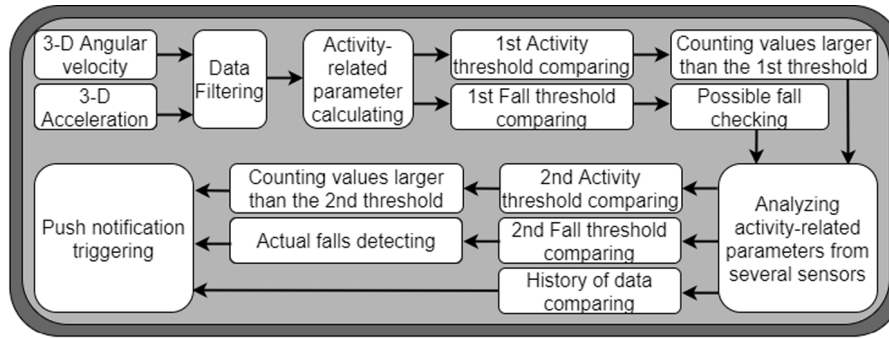 3-D Angular
velocity
3-D
Acceleration
Data
Filtering
Activity-
related
parameter
calculating
1st Activity
threshold comparing
1st Fall threshold
comparing
Counting values larger
than the 1st threshold
Possible fall
checking
Analyzing
activity-related
parameters from
several sensors
2nd Activity
threshold comparing
2nd Fall threshold
comparing
History of data
comparing
Counting values larger
than the 2nd threshold
Actual falls detecting
Push notification
triggering